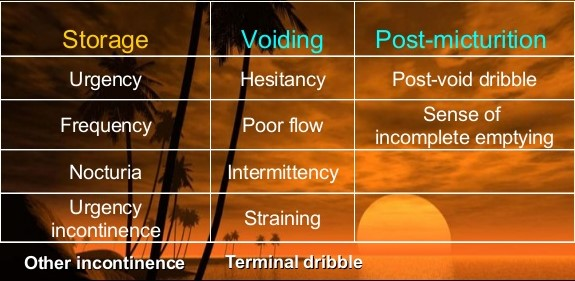 Storage Voiding Post-micturition
Urgency Hesitancy Post-void dribble
Frequency Poor flow Sense of
incomplete emptying
Nocturia Intermittency
Urgency
incontinence Straining
Other incontinence Terminal dribble